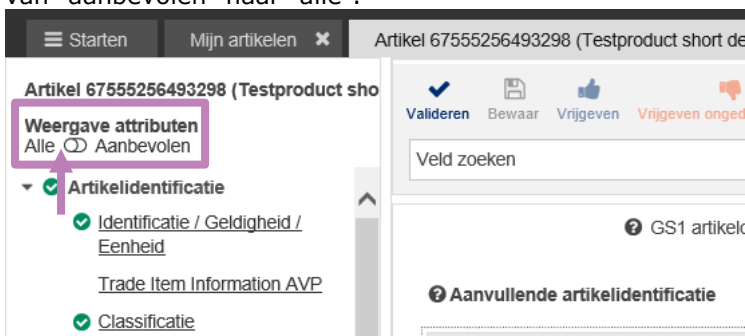 van "aanbevolen" naar "alle".
Starten Mijn artikelen ✖ Artikel 67555256493298 (Testproduct short de
Artikel 67555256493298 (Testproduct sho
Weergave attributen
Alle Aanbevolen
Valideren Bewaar Vrijgeven Vrijgeven onged
Veld zoeken
Artikelidentificatie
Identificatie / Geldigheid /
Eenheid
GS1 artikelc
Trade Item Information AVP
Aanvullende artikelidentificatie
Classificatie